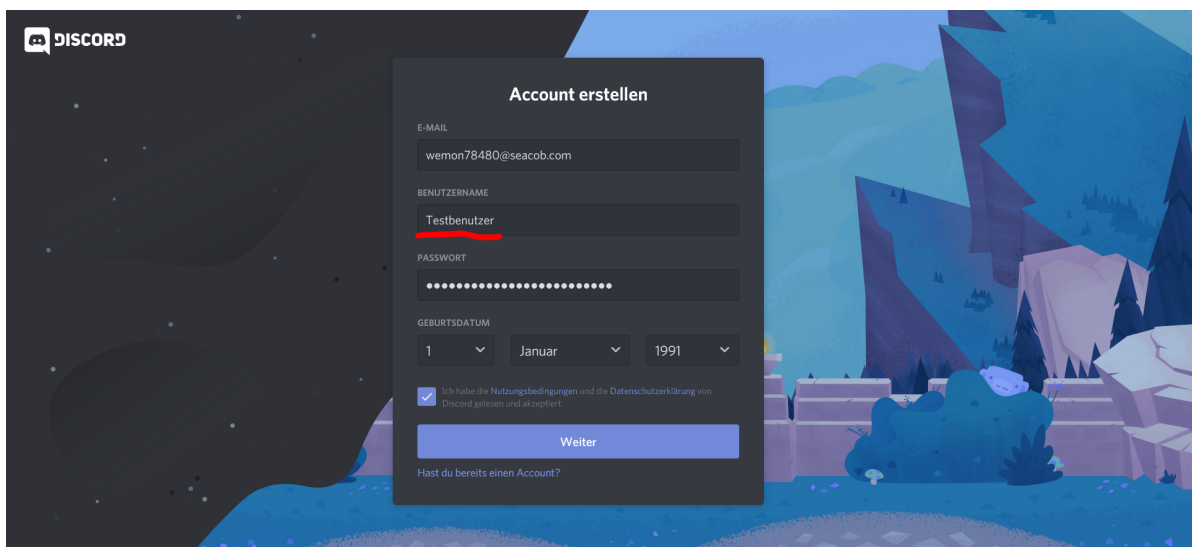 DISCORD
Account erstellen
E-MAIL
wemon78480@seacob.com
BENUTZERNAME
Testbenutzer
PASSWORT
GEBURTSDATUM
1 Januar 1991
Ich habe die Nutzungsbedingungen und die Datenschutzerklärung von
Discord gelesen und akzeptiert.
Weiter
Hast du bereits einen Account?